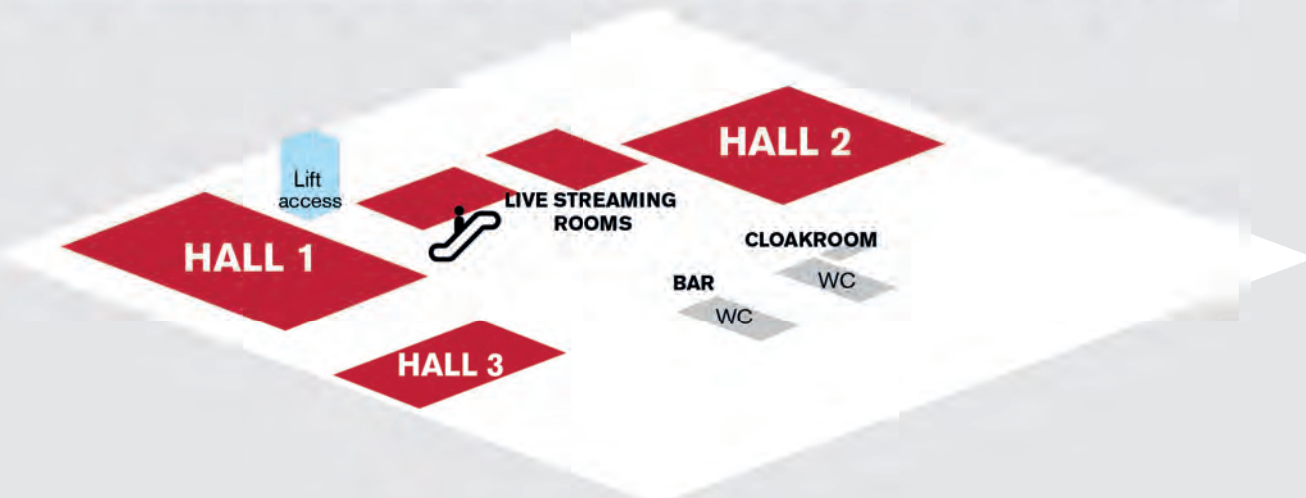 HALL 2
Lift
access
LIVE STREAMING
ROOMS
HALL 1
CLOAKROOM
WC
BAR
WC
HALL 3